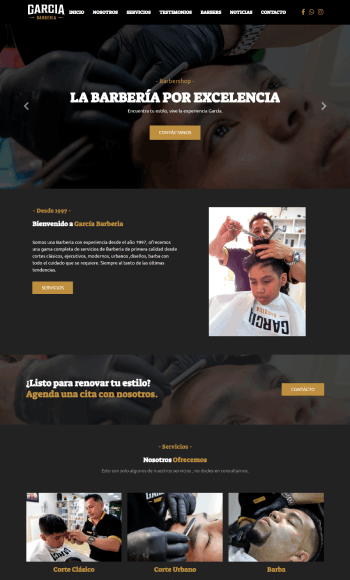 GARCIA
BARBERIA
INICIO NOSOTROS SERVICIOS TESTIMONIOS BARBERS NOTICIAS CONTACTO
- Barbershop -
LA BARBERÍA POR EXCELENCIA
Encuentra tu estilo, vive la experiencia García.
CONTÁCTANOS
- Desde 1997 -
Bienvenido a García Barberia
Somos una Barberia con experiencia desde el año 1997, ofrecemos
una gama completa de servicios de Barberia de primera calidad desde
cortes clásicos, ejecutivos, modernos, urbanos ,diseños, barba con
todo el cuidado que se requiere. Siempre al tanto de las últimas
tendencias.
SERVICIOS
GARCIA
¿Listo para renovar tu estilo?
Agenda una cita con nosotros.
CONTACTO
- Servicios -
Nosotros Ofrecemos
Esto son solo algunos de nuestros servicios , no dudes en consultarnos.
Corte Clásico
Corte Urbano
Barba